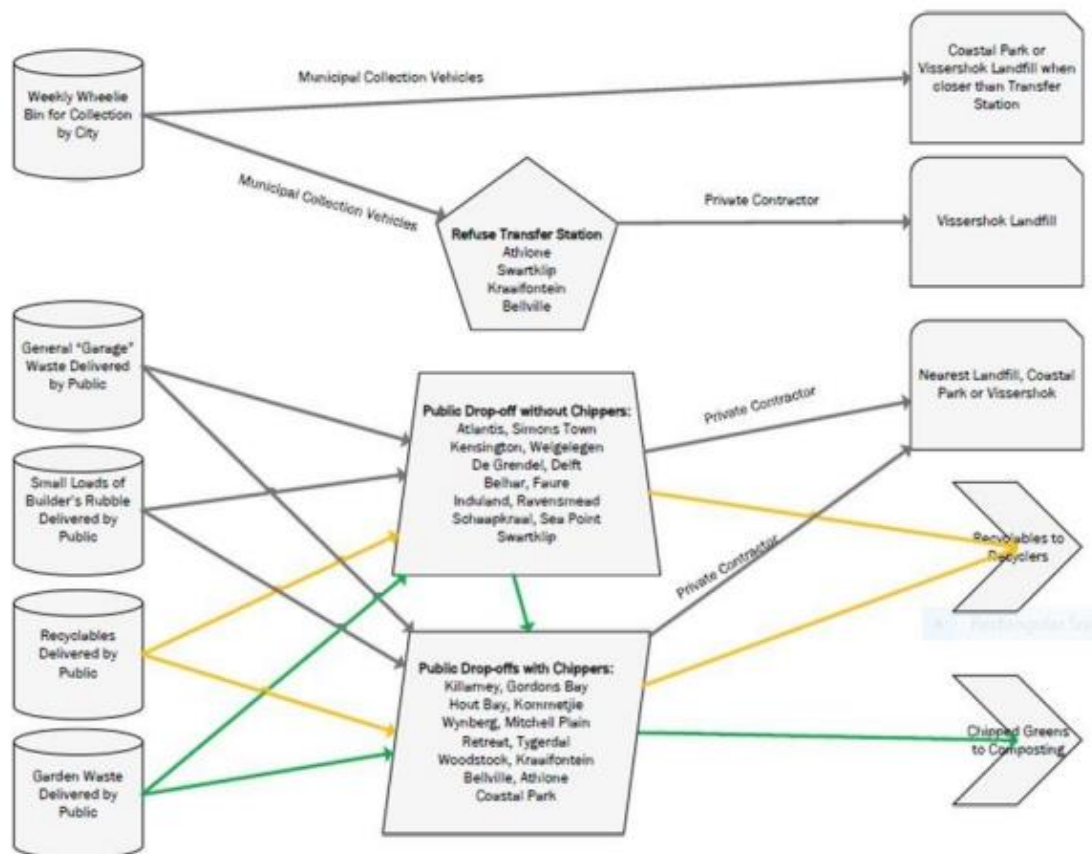 Weekly Wheelie
Bin for Collection
by City
Municipal Collection Vehicles
Coastal Park or
Vissershok Landfill when
closer than Transfer
Station
Municipal Collection Vehicles
Refuse Transfer Station
Athlone
Swartklip
Kraaifontein
Bellville
Private Contractor
Vissershok Landfill
General "Garage"
Waste Delivered
by Public
Small Loads of
Builder's Rubble
Delivered by
Public
Recyclables
Delivered by
Public
Garden Waste
Delivered by
Public
Public Drop-off without Chippers:
Atlantis, Simons Town
Kensington, Welgelegen
De Grendel, Delft
Belhar, Faure
Induland, Ravensmead
Schaapkraal, Sea Point
Swartklip
Public Drop-offs with Chippers:
Killarney, Gordons Bay
Hout Bay, Kommetjie
Wynberg, Mitchell Plain
Retreat, Tygerdal
Woodstock, Kraaifontein
Bellville, Athlone
Coastal Park
Private Contractor
Private Contractor
Nearest Landfill, Coastal
Park or Vissershok
Recyclables to
Recyclers
Chipped Greens
to Composting
Rectangular